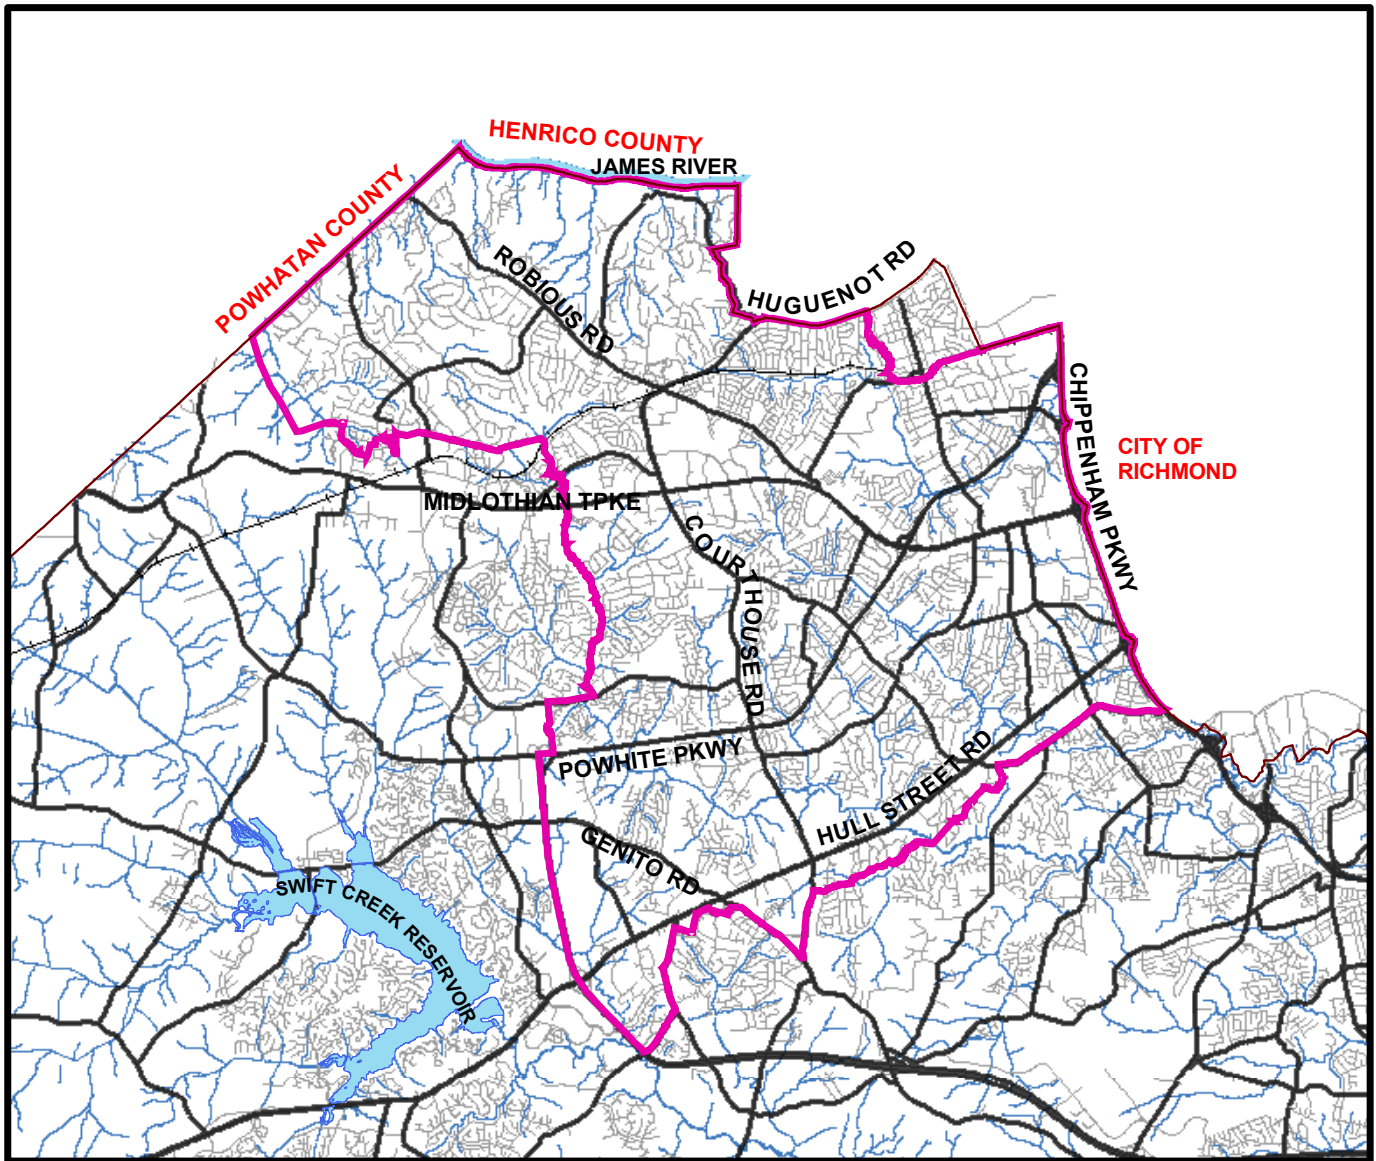 HENRICO COUNTY
JAMES RIVER
POWHATAN COUNTY
ROBIOUS RD
HUGUENOT RD
CHIPPENHAM PKWY
CITY OF
RICHMOND
MIDLOTHIAN TPKE
COURTHOUSE RD
POWHITE PKWY
HULL STREET RD
GENITO RD
SWIFT CREEK RESERVOIR